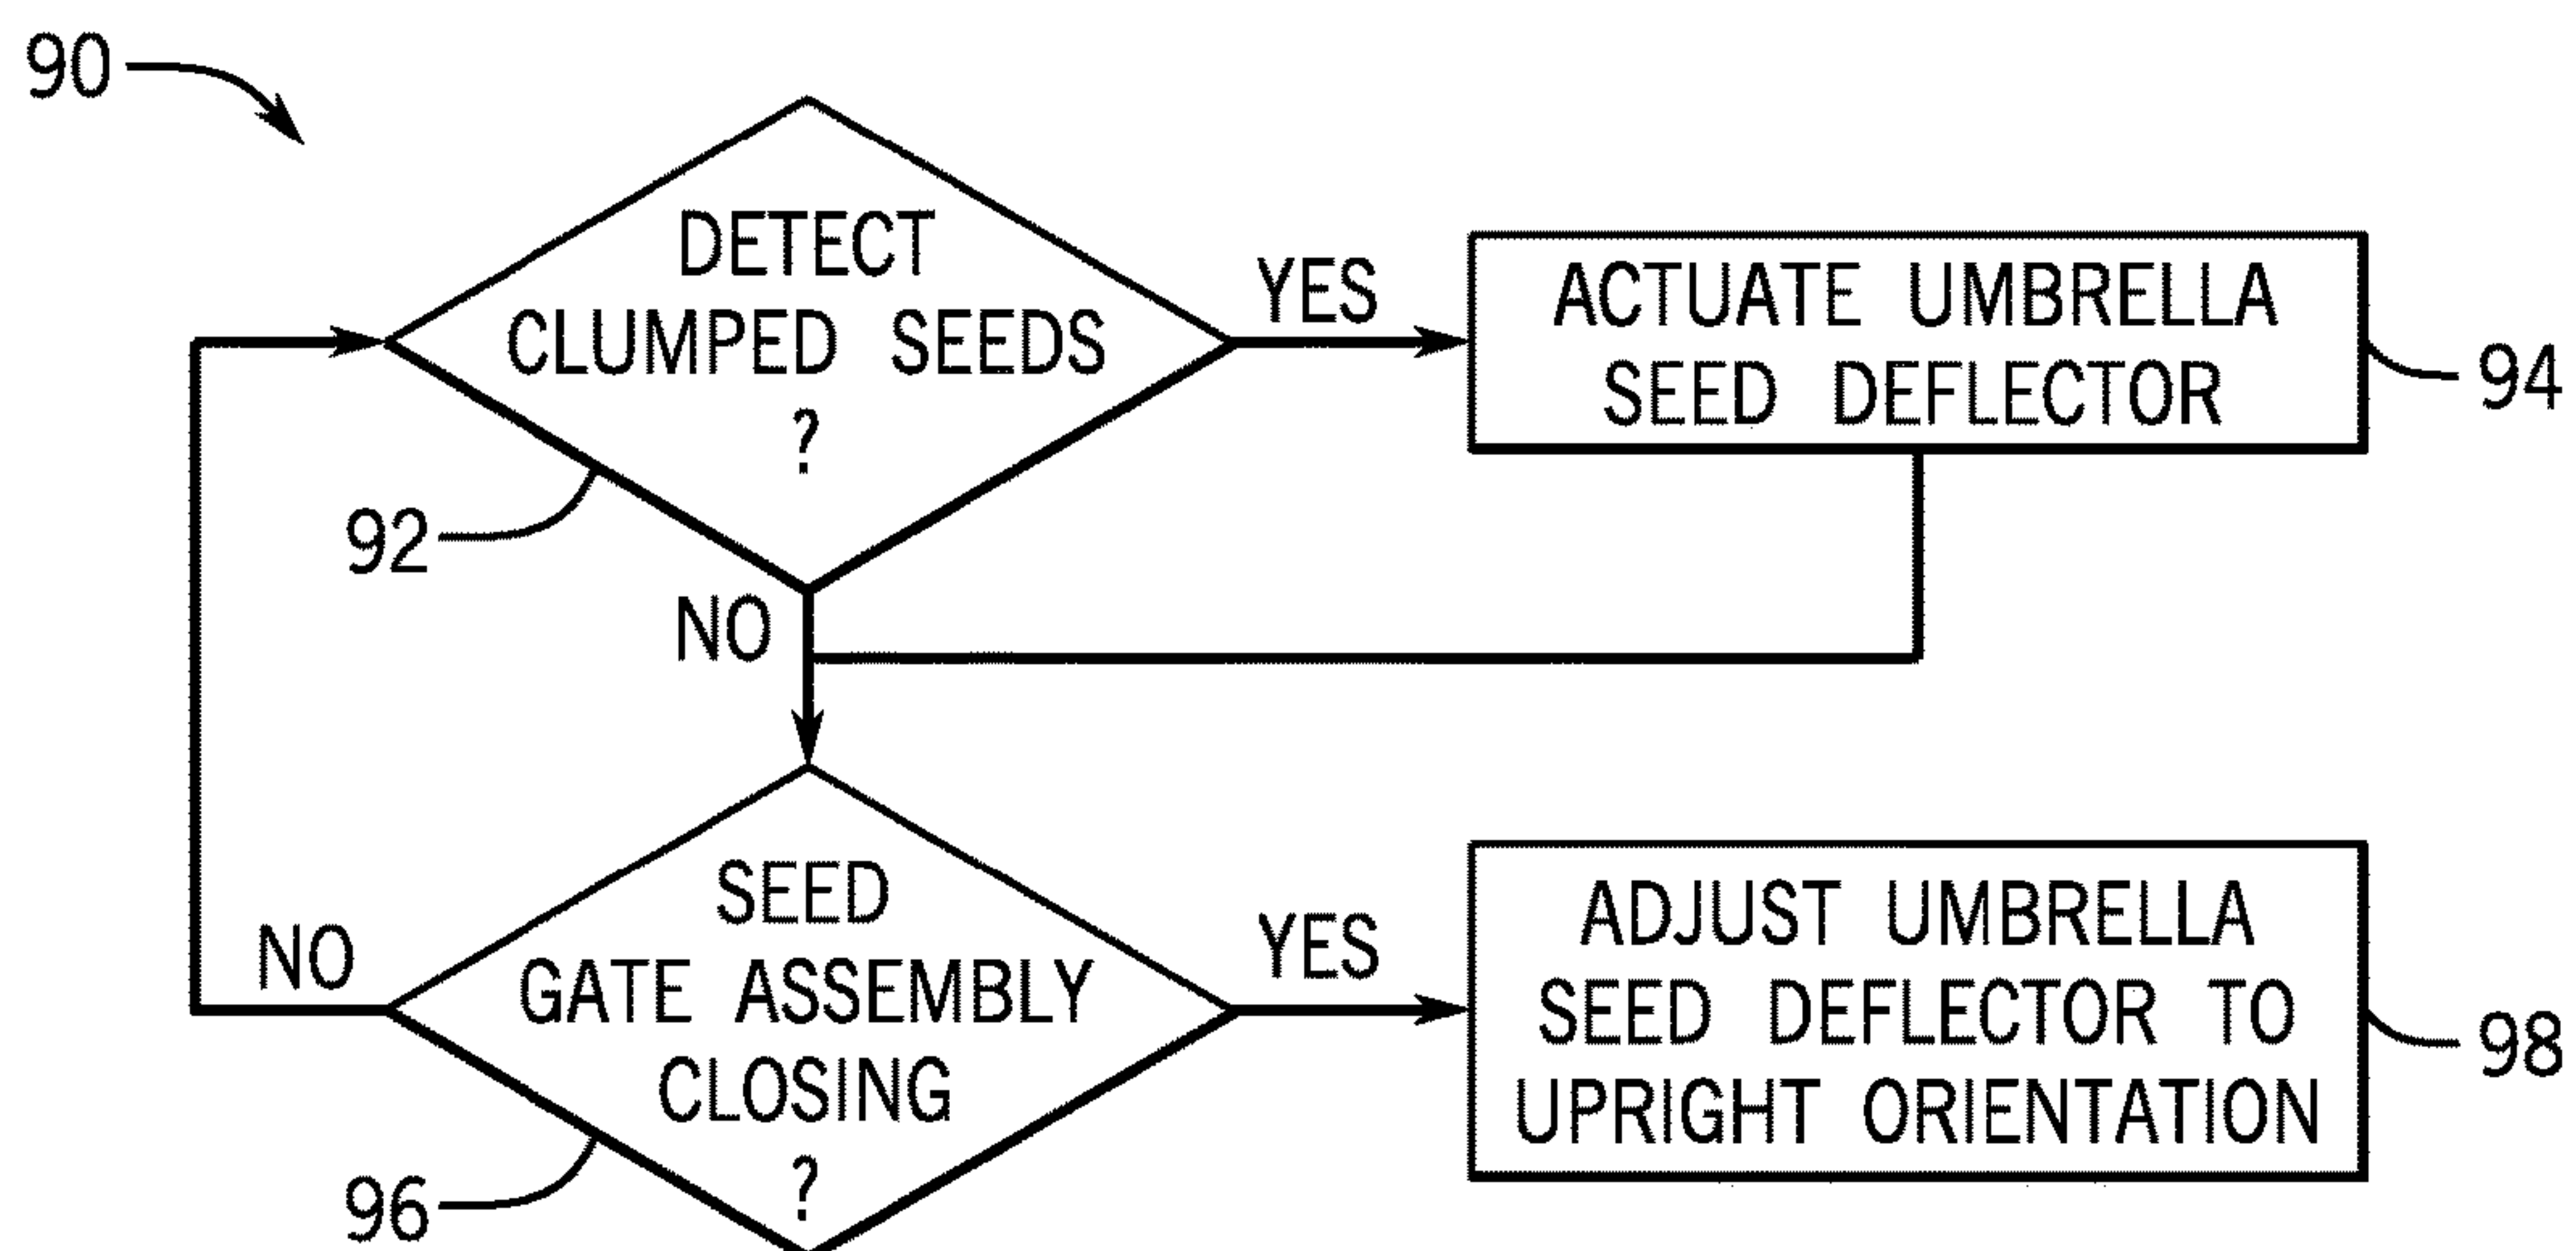 90
DETECT
CLUMPED SEEDS
?
YES
ACTUATE UMBRELLA
SEED DEFLECTOR
94
92
NO
SEED
GATE ASSEMBLY
CLOSING
?
NO
YES
ADJUST UMBRELLA
SEED DEFLECTOR TO
UPRIGHT ORIENTATION
98
96